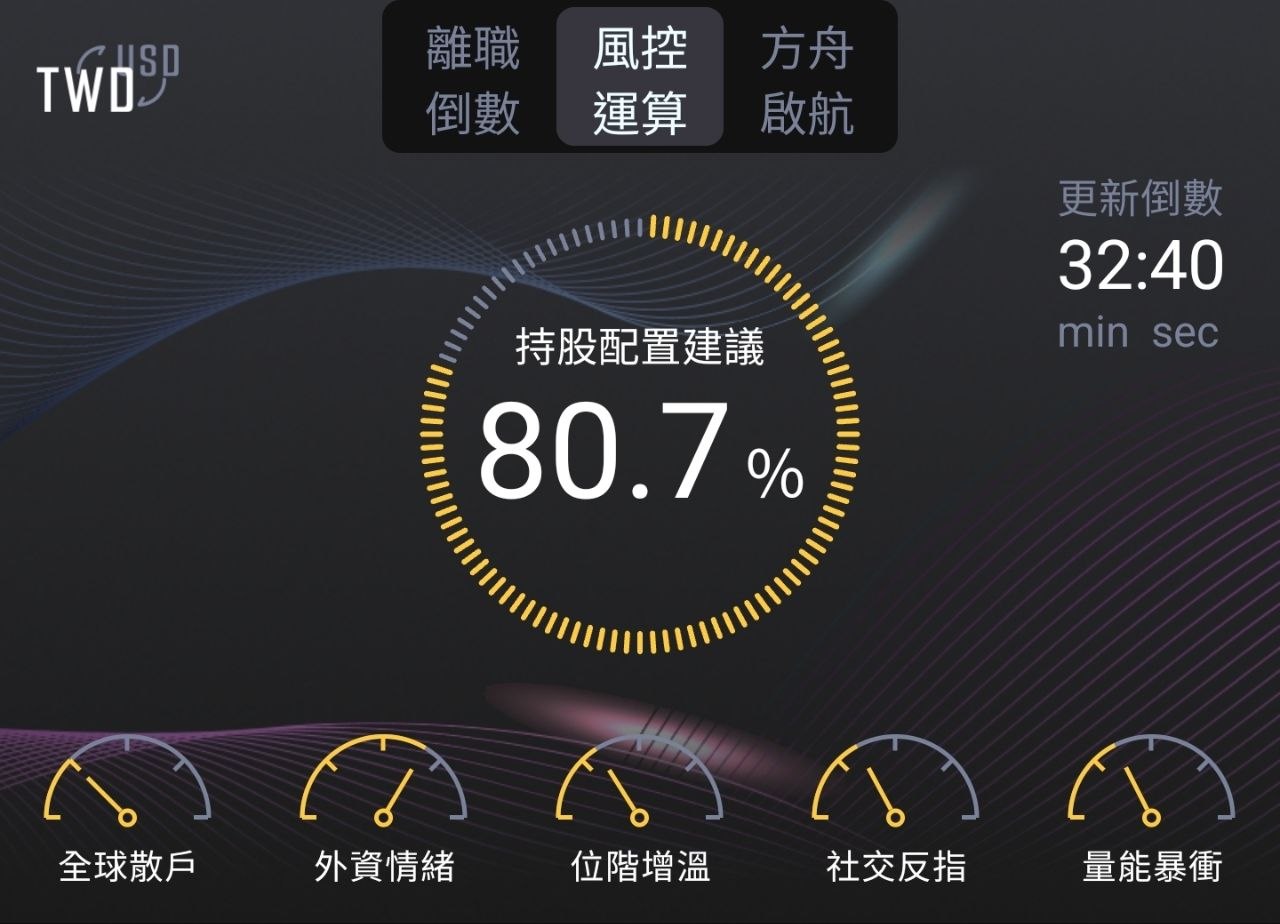 USD
TWD
離職
倒數
風控
運算
方舟
啟航
更新倒數
32:40
min sec
持股配置建議
80.7 %
全球散戶
外資情緒
位階增溫
社交反指
量能暴衝